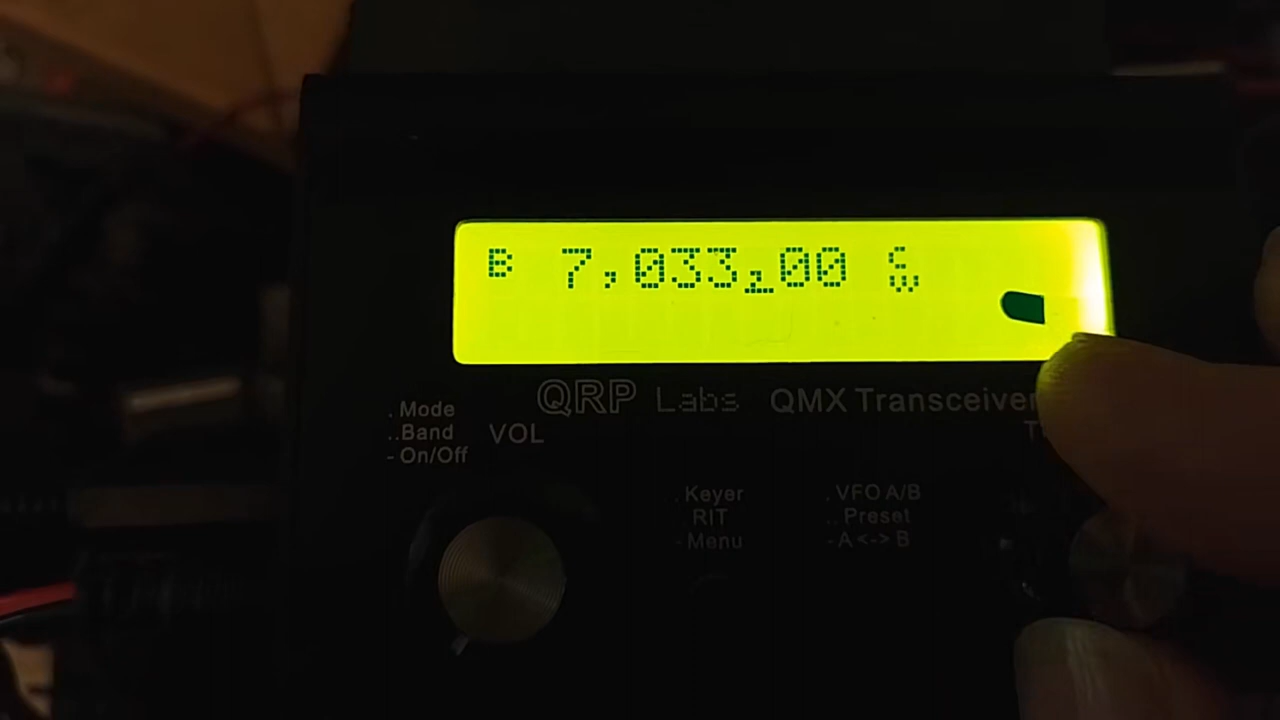 B 7,033,00 CW
QRP Labs QMX Transceiver
. Mode
.. Band
- On/Off
VOL
.. Keyer
RIT
- Menu
. VFO A/B
.. Preset
- A <-> B